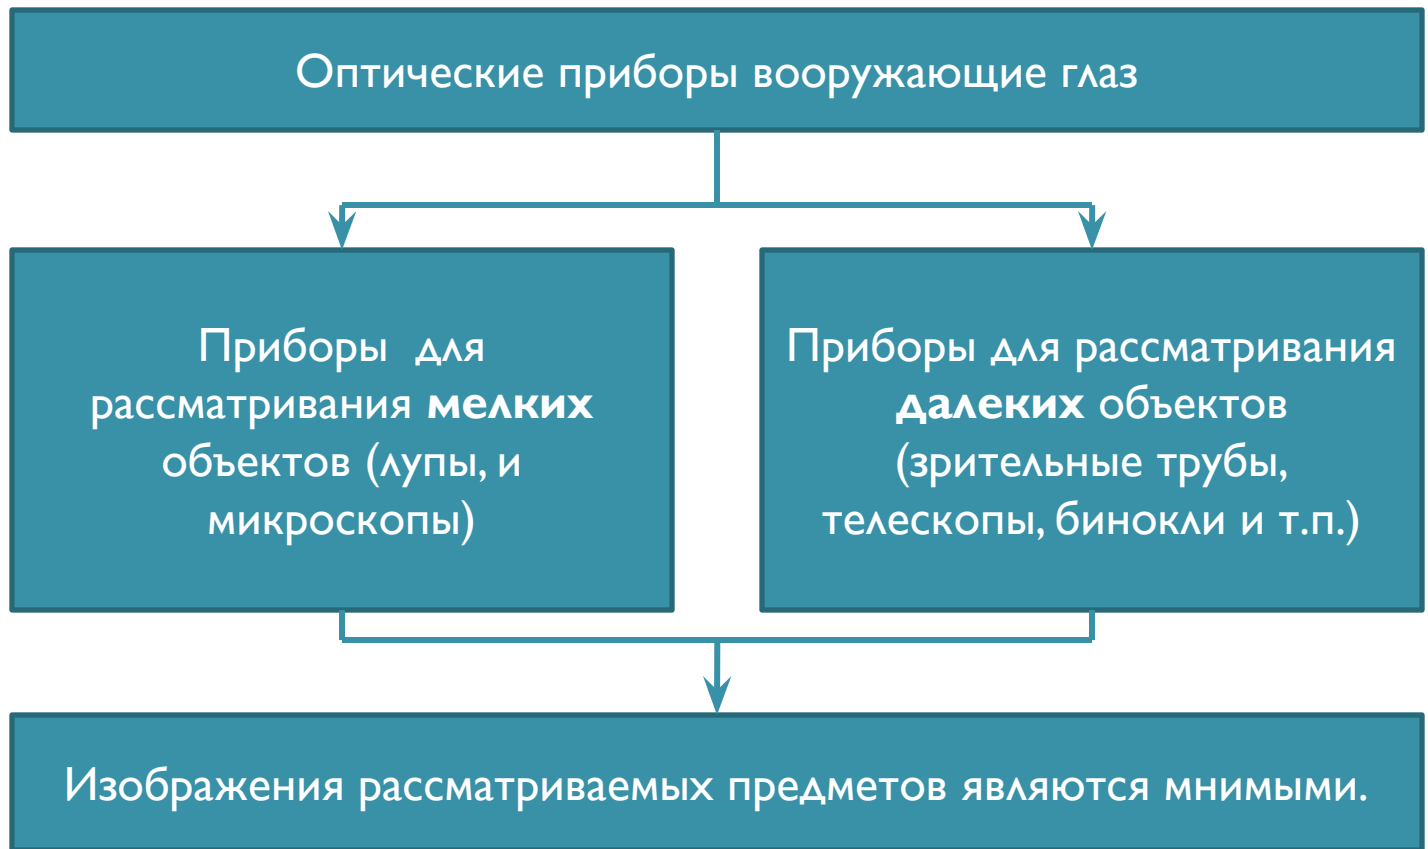 Оптические приборы вооружающие глаз
Приборы для
рассматривания мелких
объектов (лупы, и
микроскопы)
Приборы для рассматривания
далеких объектов
(зрительные трубы,
телескопы, бинокли и т.п.)
Изображения рассматриваемых предметов являются мнимыми.